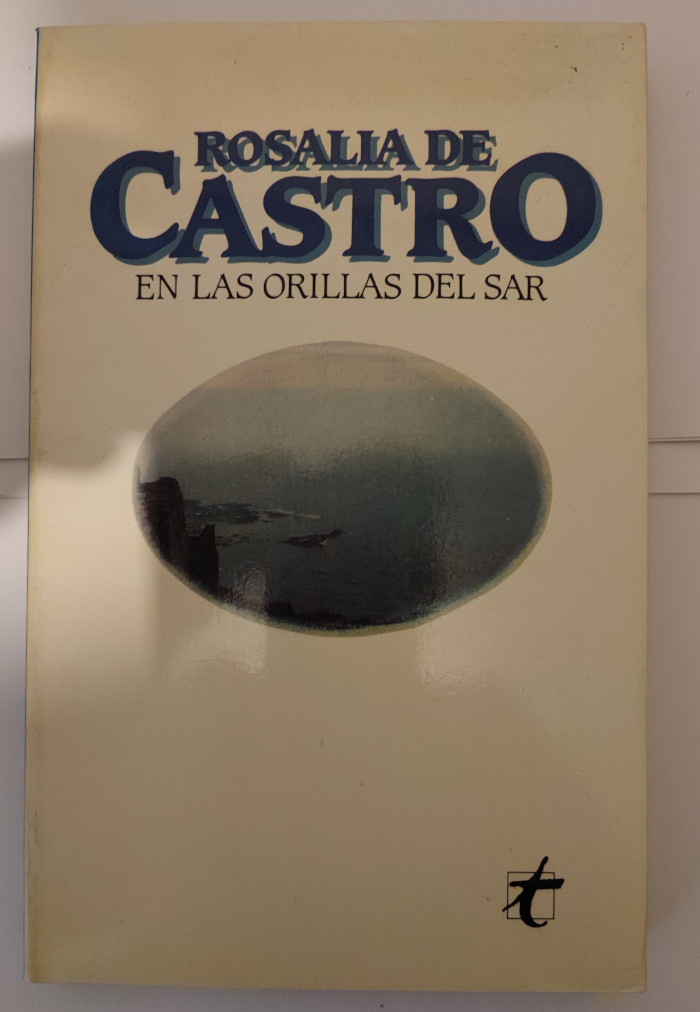 ROSALIA DE
CASTRO
EN LAS ORILLAS DEL SAR
t